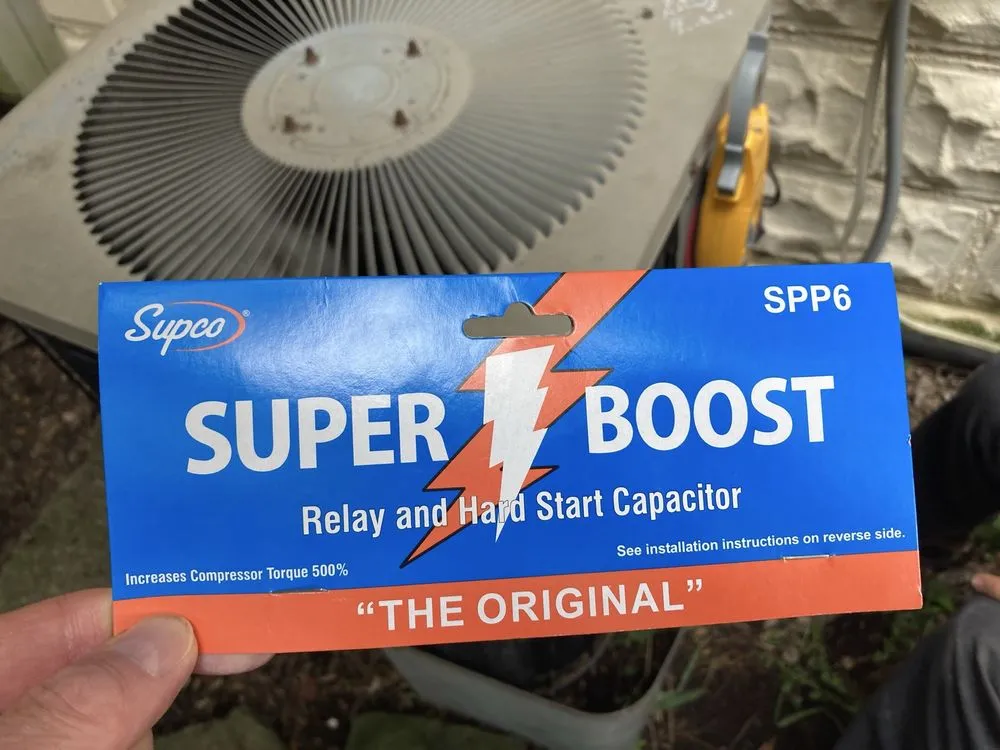 Supco®
SPP6
SUPER BOOST
Relay and Hard Start Capacitor
See installation instructions on reverse side.
Increases Compressor Torque 500%
“THE ORIGINAL”